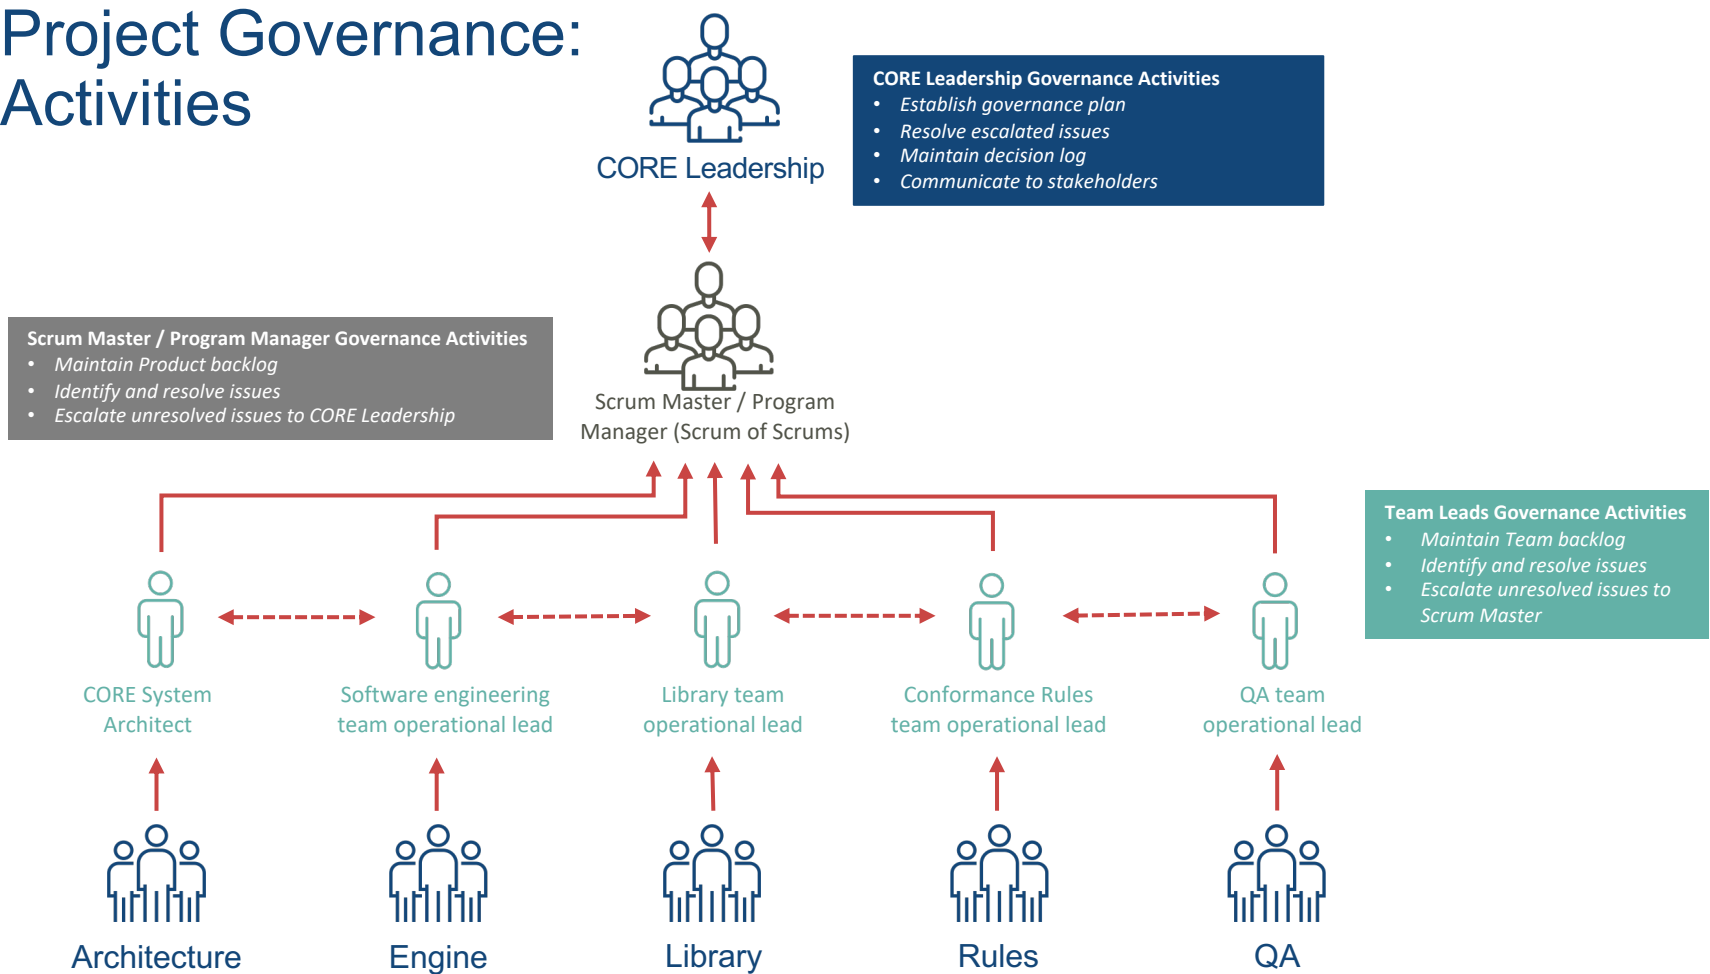 Project Governance:
Activities
CORE Leadership
CORE Leadership Governance Activities
• Establish governance plan
• Resolve escalated issues
• Maintain decision log
• Communicate to stakeholders
Scrum Master / Program Manager Governance Activities
• Maintain Product backlog
• Identify and resolve issues
• Escalate unresolved issues to CORE Leadership
Scrum Master / Program
Manager (Scrum of Scrums)
Team Leads Governance Activities
• Maintain Team backlog
• Identify and resolve issues
• Escalate unresolved issues to
Scrum Master
CORE System
Architect
Software engineering
team operational lead
Library team
operational lead
Conformance Rules
team operational lead
QA team
operational lead
Architecture
Engine
Library
Rules
QA